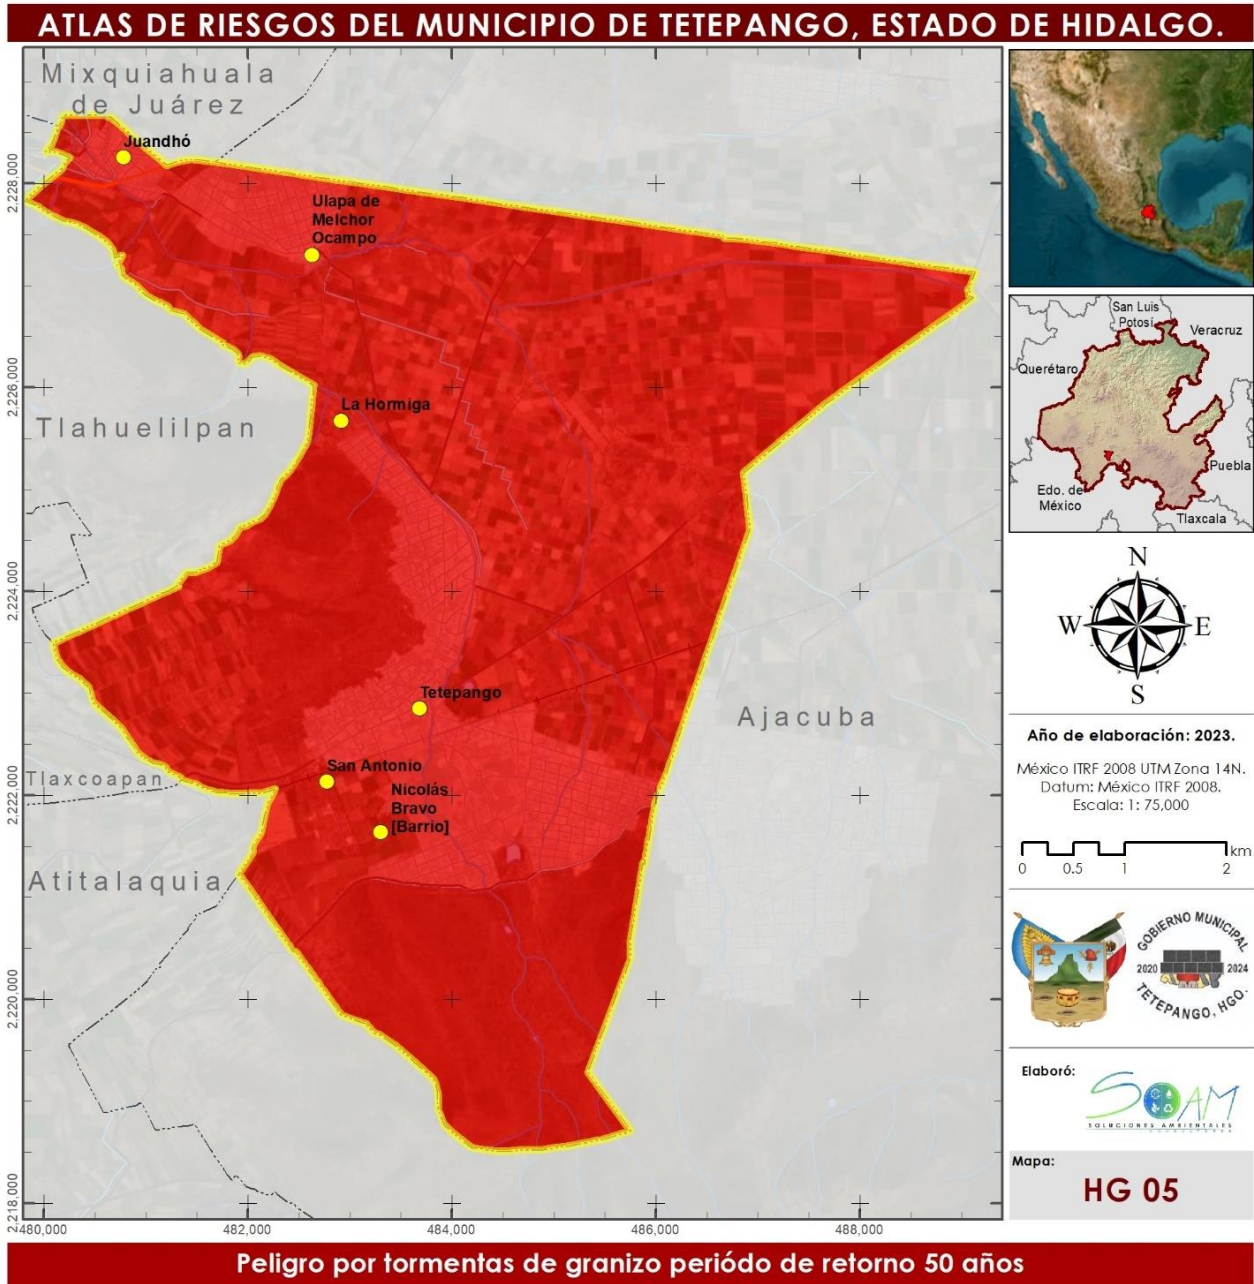 ATLAS DE RIESGOS DEL MUNICIPIO DE TETEPANGO, ESTADO DE HIDALGO.
Mixquiahuala
de Juárez
Juandhó
Ulapa de
Melchor
Ocampo
La Hormiga
Tlahuelilpan
Tetepango
Ajacuba
San Antonio
Tlaxcoapan
Nicolás
Bravo
[Barrio]
Atitalaquia
2,228,000
2,226,000
2,224,000
2,222,000
2,220,000
2,218,000
480,000
482,000
484,000
486,000
488,000
San Luis
Potosí
Veracruz
Querétaro
Puebla
Edo. de
México
Tlaxcala
N
W
E
S
Año de elaboración: 2023.
México ITRF 2008 UTM Zona 14N.
Datum: México ITRF 2008.
Escala: 1: 75,000
km
0 0.5 1 2
GOBIERNO MUNICIPAL
2020 2024
TETEPANGO, HGO.
Elaboró:
SOAM
SOLUCIONES AMBIENTALES
Mapa:
HG 05
Peligro por tormentas de granizo periódo de retorno 50 años